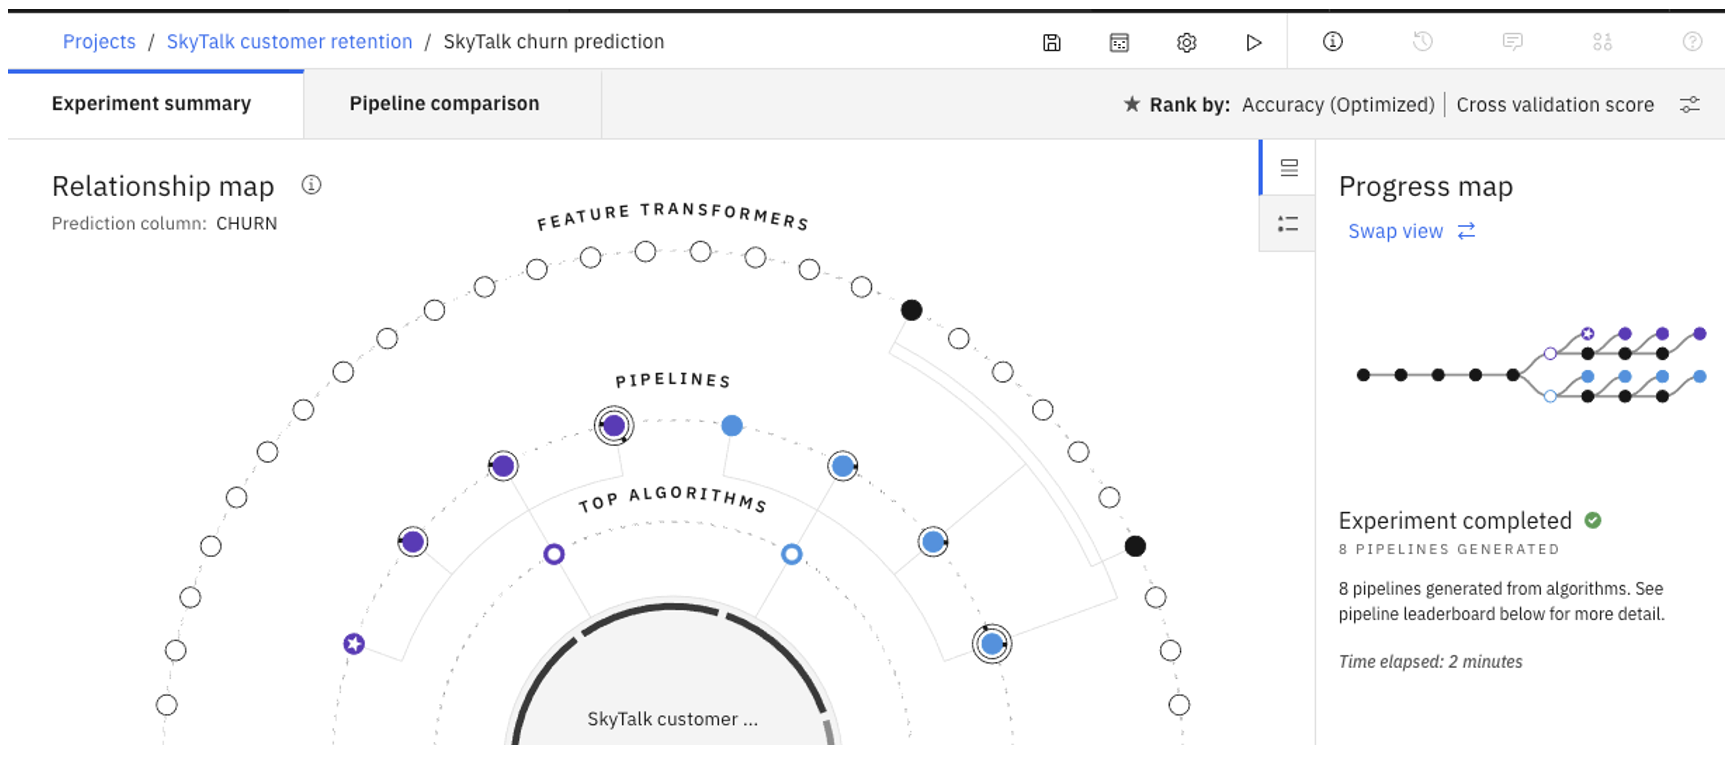 Projects / SkyTalk customer retention / SkyTalk churn prediction
Experiment summary
Pipeline comparison
Rank by: Accuracy (Optimized) | Cross validation score
Relationship map
Prediction column: CHURN
FEATURE TRANSFORMERS
PIPELINES
TOP ALGORITHMS
SkyTalk customer ...
Progress map
Swap view
Experiment completed
8 PIPELINES GENERATED
8 pipelines generated from algorithms. See
pipeline leaderboard below for more detail.
Time elapsed: 2 minutes